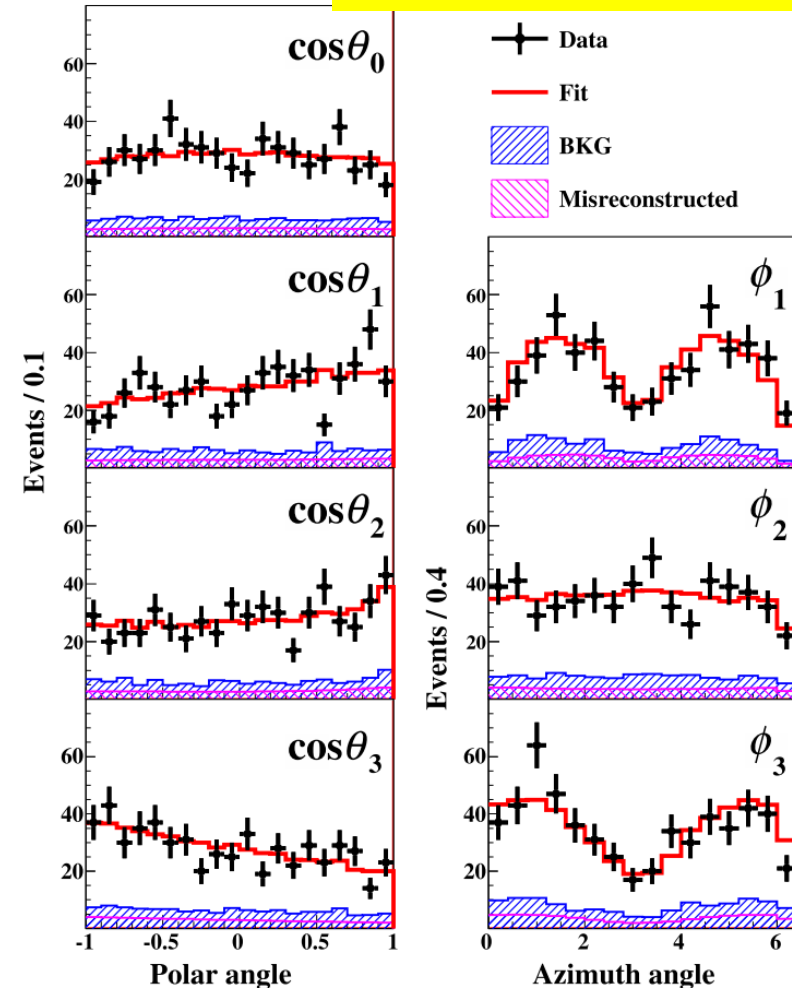 cosθ0
80
60
40
20
Data
Fit
BKG
Misreconstructed
cosθ1
60
40
20
ϕ1
60
40
20
Events / 0.1
cosθ2
60
40
20
ϕ2
60
40
20
Events / 0.4
cosθ3
60
40
20
ϕ3
60
40
20
-1 -0.5 0 0.5 1
0 2 4 6
Polar angle
Azimuth angle